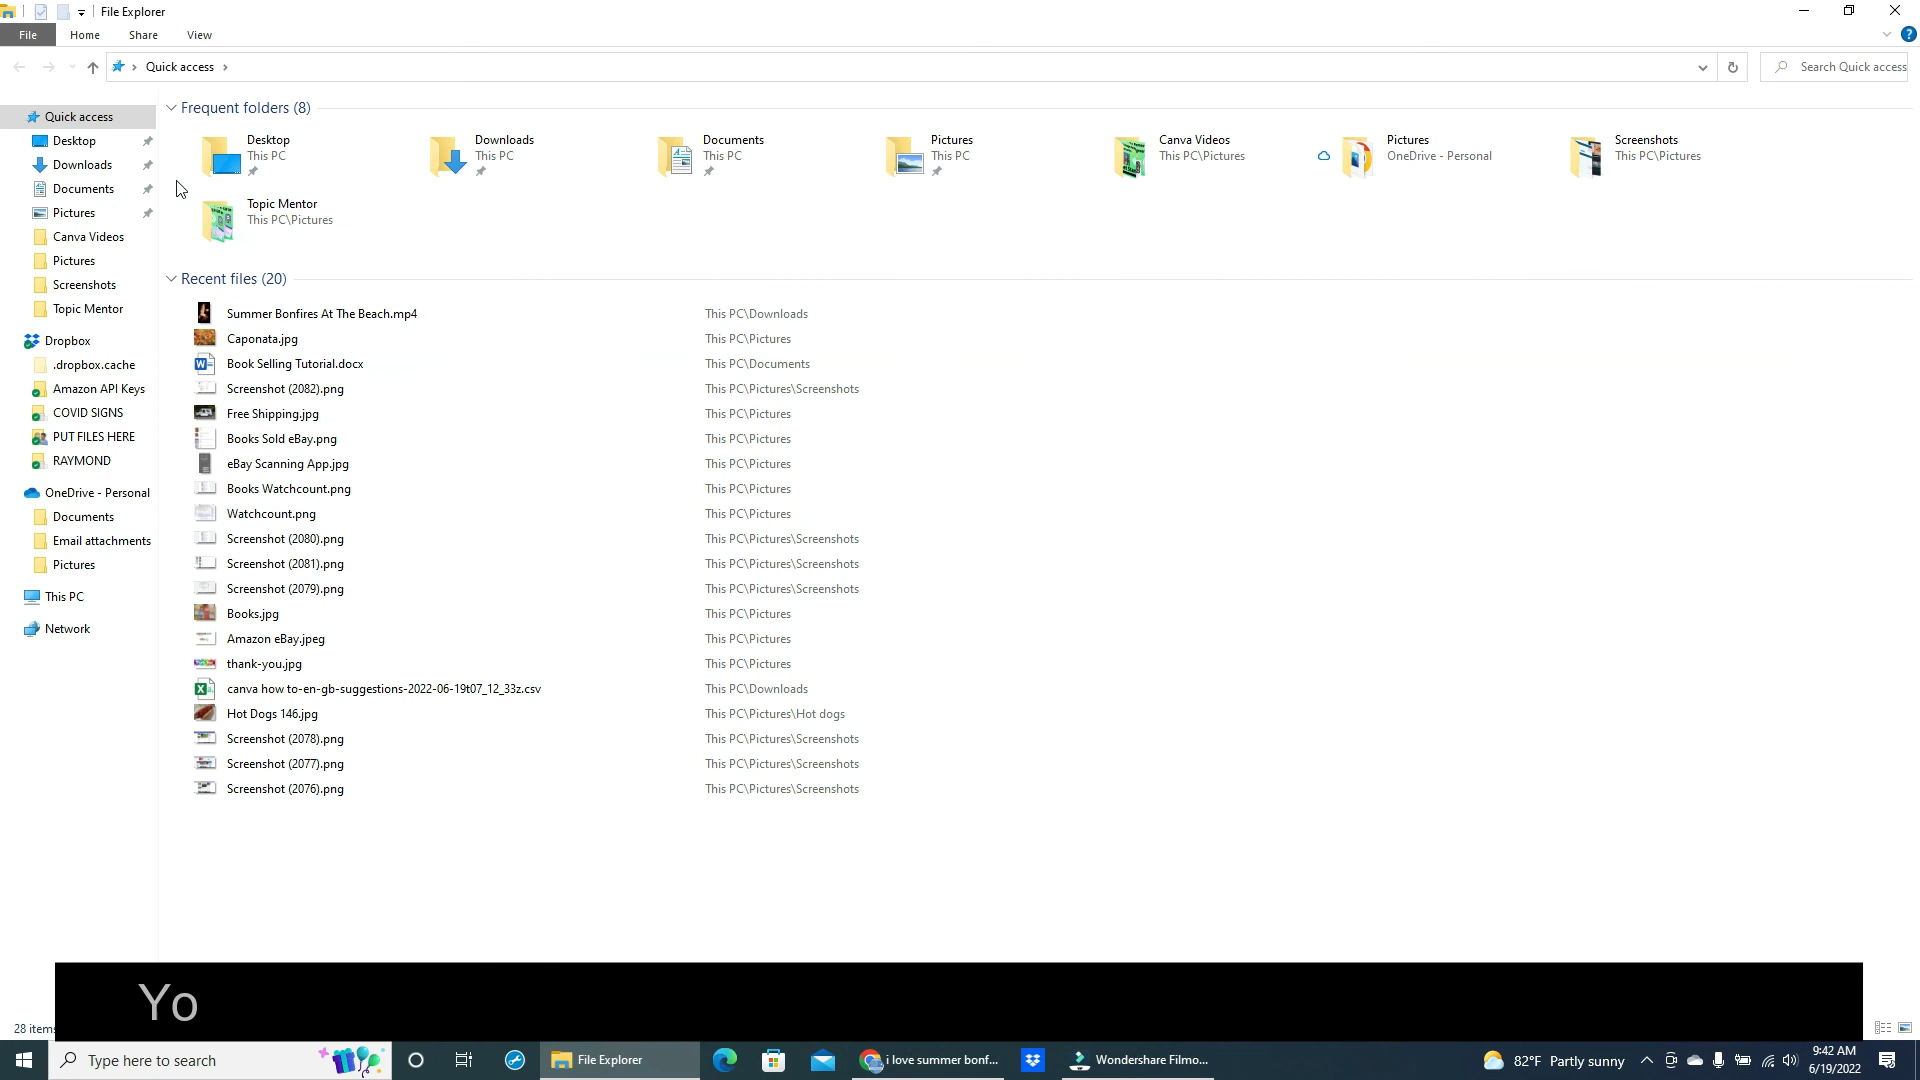 File Explorer
File Home Share View
Quick access
Search Quick access
Quick access
Desktop
Downloads
Documents
Pictures
Canva Videos
Pictures
Screenshots
Topic Mentor
Dropbox
.dropbox.cache
Amazon API Keys
COVID SIGNS
PUT FILES HERE
RAYMOND
OneDrive - Personal
Documents
Email attachments
Pictures
This PC
Network
Frequent folders (8)
Desktop
This PC
Downloads
This PC
Documents
This PC
Pictures
This PC
Canva Videos
This PC\Pictures
Pictures
OneDrive - Personal
Screenshots
This PC\Pictures
Topic Mentor
This PC\Pictures
Recent files (20)
Summer Bonfires At The Beach.mp4 This PC\Downloads
Caponata.jpg This PC\Pictures
Book Selling Tutorial.docx This PC\Documents
Screenshot (2082).png This PC\Pictures\Screenshots
Free Shipping.jpg This PC\Pictures
Books Sold eBay.png This PC\Pictures
eBay Scanning App.jpg This PC\Pictures
Books Watchcount.png This PC\Pictures
Watchcount.png This PC\Pictures
Screenshot (2080).png This PC\Pictures\Screenshots
Screenshot (2081).png This PC\Pictures\Screenshots
Screenshot (2079).png This PC\Pictures\Screenshots
Books.jpg This PC\Pictures
Amazon eBay.jpeg This PC\Pictures
thank-you.jpg This PC\Pictures
canva how to-en-gb-suggestions-2022-06-19t07_12_33z.csv This PC\Downloads
Hot Dogs 146.jpg This PC\Pictures\Hot dogs
Screenshot (2078).png This PC\Pictures\Screenshots
Screenshot (2077).png This PC\Pictures\Screenshots
Screenshot (2076).png This PC\Pictures\Screenshots
Yo
28 items
Type here to search
File Explorer
i love summer bonf...
Wondershare Filmo...
82°F Partly sunny
9:42 AM
6/19/2022